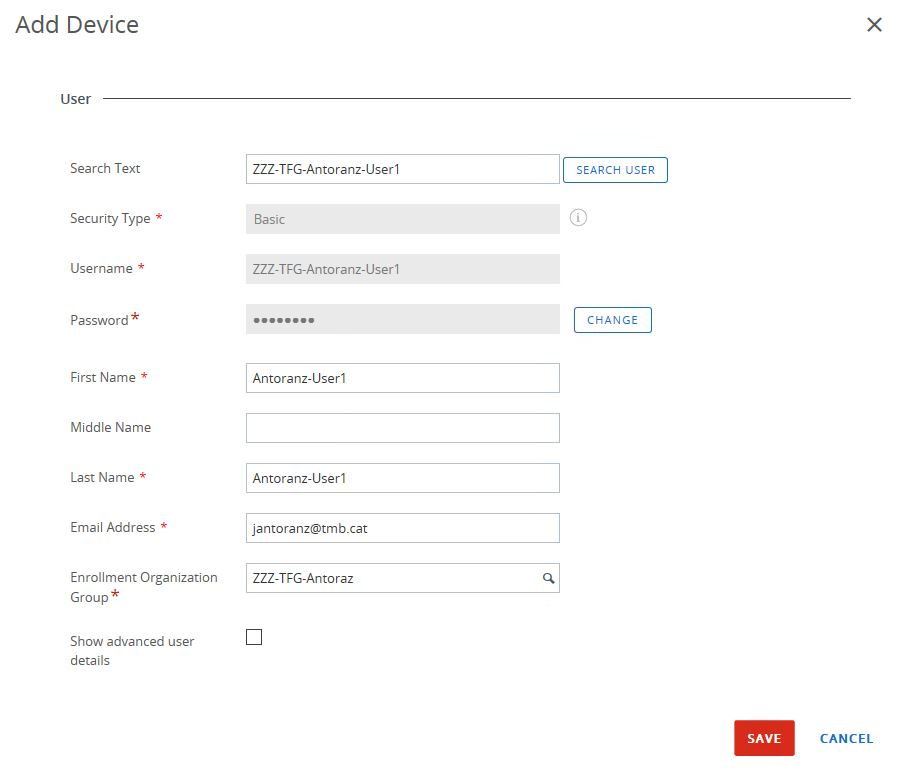 Add Device
User
Search Text ZZZ-TFG-Antoranz-User1 SEARCH USER
Security Type * Basic i
Username * ZZZ-TFG-Antoranz-User1
Password * •••••••• CHANGE
First Name * Antoranz-User1
Middle Name
Last Name * Antoranz-User1
Email Address * jantoranz@tmb.cat
Enrollment Organization ZZZ-TFG-Antoraz
Group *
Show advanced user
details
SAVE CANCEL